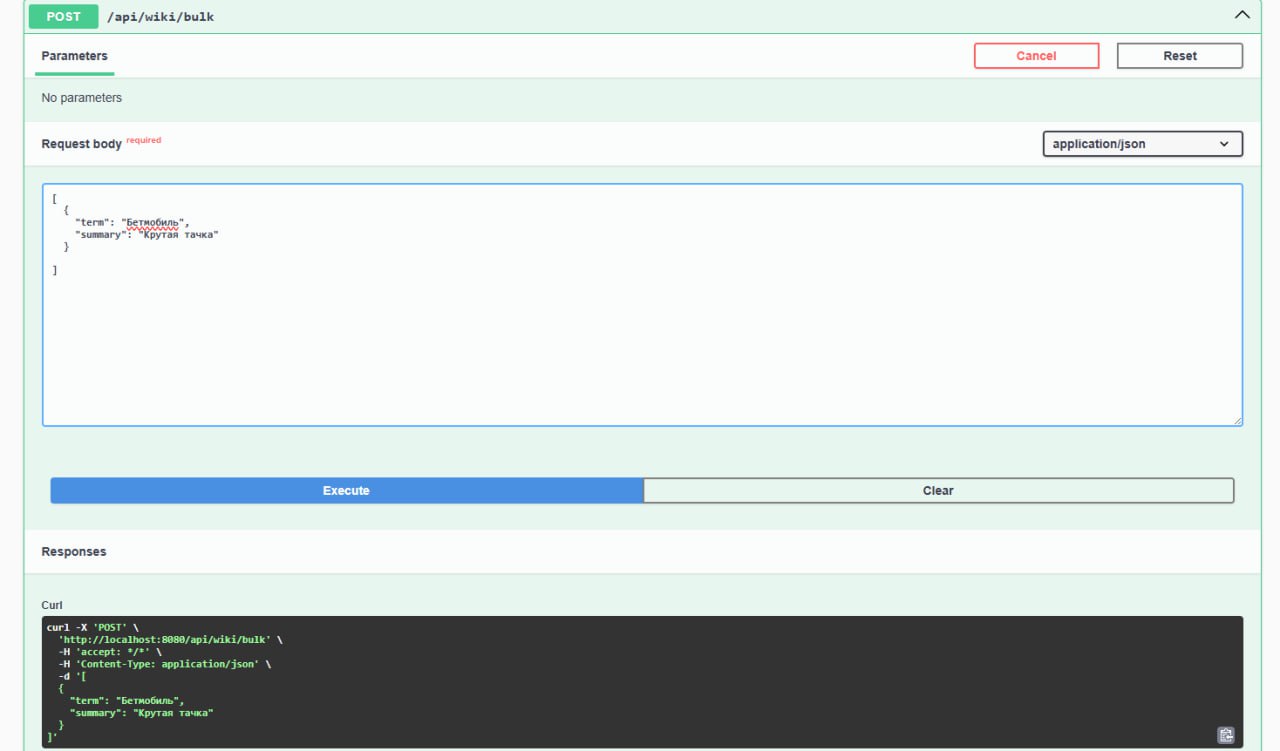 POST /api/wiki/bulk
Parameters
Cancel
Reset
No parameters
Request body required
application/json
[
  {
    "term": "Бетмобиль",
    "summary": "Крутая тачка"
  }

]
Execute
Clear
Responses
Curl
curl -X 'POST' \
  'http://localhost:8080/api/wiki/bulk' \
  -H 'accept: */*' \
  -H 'Content-Type: application/json' \
  -d '[
  {
    "term": "Бетмобиль",
    "summary": "Крутая тачка"
  }
]'